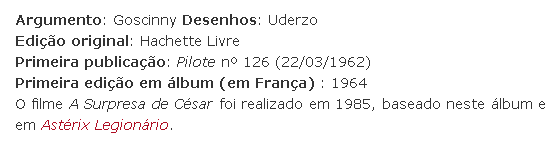 Argumento: Goscinny Desenhos: Uderzo
Edição original: Hachette Livre
Primeira publicação: Pilote nº 126 (22/03/1962)
Primeira edição em álbum (em França) : 1964
O filme A Surpresa de César foi realizado em 1985, baseado neste álbum e
em Astérix Legionário.